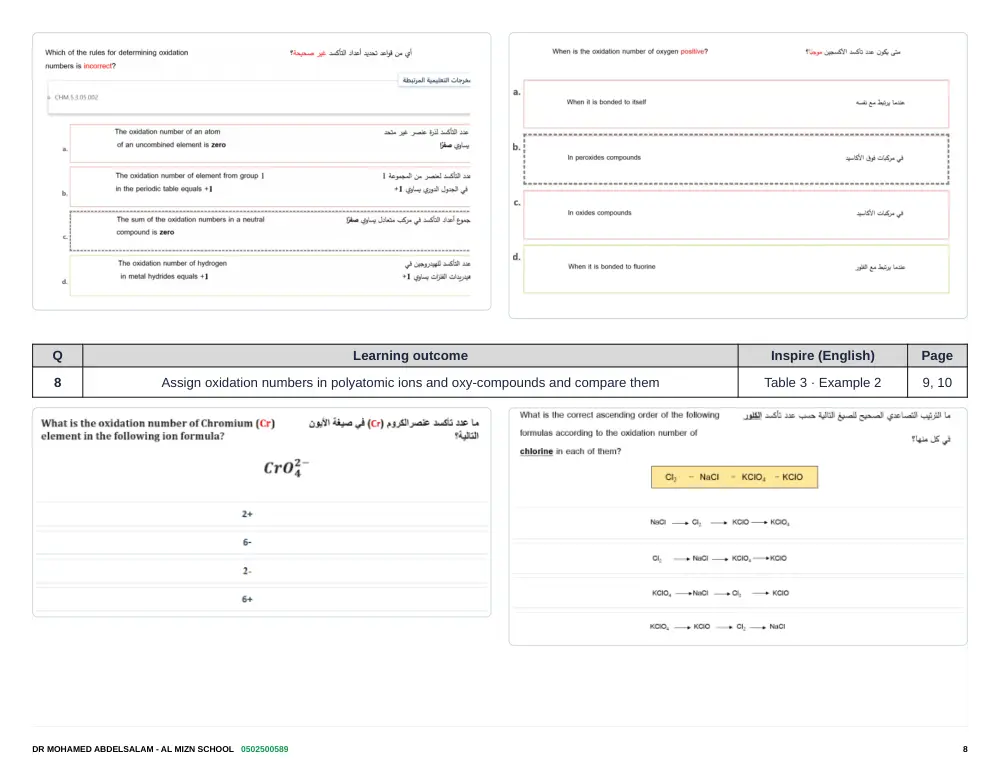 Which of the rules for determining oxidation
numbers is incorrect?
أي من قواعد تحديد أعداد التأكسد غير صحيحة؟
خرجات التعليمية المرتبطة
CHM.5.3.05.002
a.
The oxidation number of an atom
of an uncombined element is zero
عدد التأكسد لذرة عنصر غير متحد
يساوي صفرًا
b.
The oxidation number of element from group 1
in the periodic table equals +1
عدد التأكسد لعنصر من المجموعة 1
في الجدول الدوري يساوي 1+
c.
The sum of the oxidation numbers in a neutral
compound is zero
جموع أعداد التأكسد في مركب متعادل يساوي صفرًا
d.
The oxidation number of hydrogen
in metal hydrides equals +1
عدد التأكسد للهيدروجين في
هيدريدات الفلزات يساوي 1+
When is the oxidation number of oxygen positive?
متى يكون عدد تأكسد الأكسجين موجبًا؟
a.
When it is bonded to itself
عندما يرتبط مع نفسه
b.
In peroxides compounds
في مركبات فوق الأكاسيد
c.
In oxides compounds
في مركبات الأكاسيد
d.
When it is bonded to fluorine
عندما يرتبط مع الفلور
Q Learning outcome Inspire (English) Page
8 Assign oxidation numbers in polyatomic ions and oxy-compounds and compare them Table 3 · Example 2 9, 10
What is the oxidation number of Chromium (Cr)
element in the following ion formula?
ما عدد تأكسد عنصر الكروم (Cr) في صيغة الأيون
التالية؟
CrO₄²⁻
2+
6-
2-
6+
What is the correct ascending order of the following
formulas according to the oxidation number of
chlorine in each of them?
ما الترتيب التصاعدي الصحيح للصيغ التالية حسب عدد تأكسد الكلور
في كل منها؟
Cl₂ – NaCl – KClO₄ – KClO
NaCl → Cl₂ → KClO → KClO₄
Cl₂ → NaCl → KClO₄ → KClO
KClO₄ → NaCl → Cl₂ → KClO
KClO₄ → KClO → Cl₂ → NaCl
DR MOHAMED ABDELSALAM - AL MIZN SCHOOL 0502500589
8